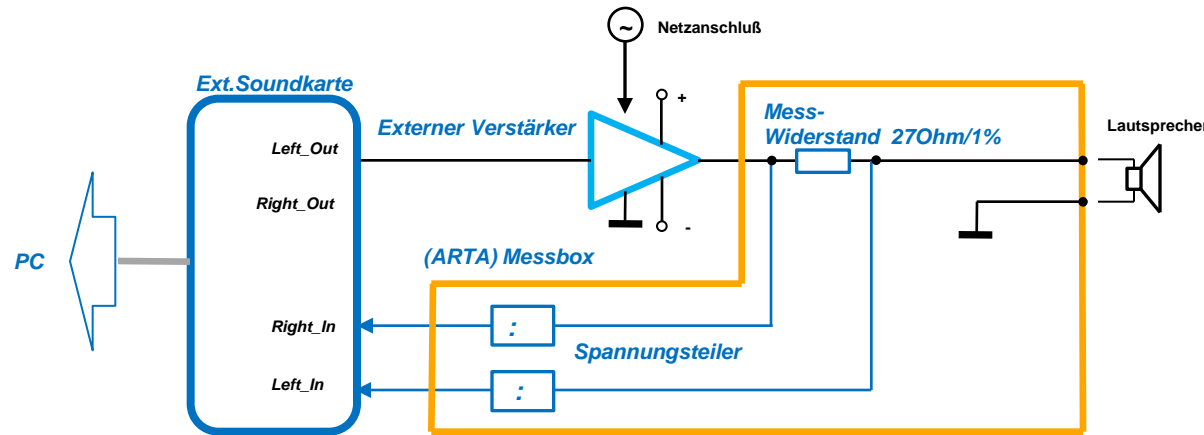 Netzanschluß
~
Ext.Soundkarte
+
Mess-
Widerstand 27Ohm/1%
Externer Verstärker
Lautsprecher
Left_Out
Right_Out
-
(ARTA) Messbox
PC
Right_In
:
Spannungsteiler
Left_In
: